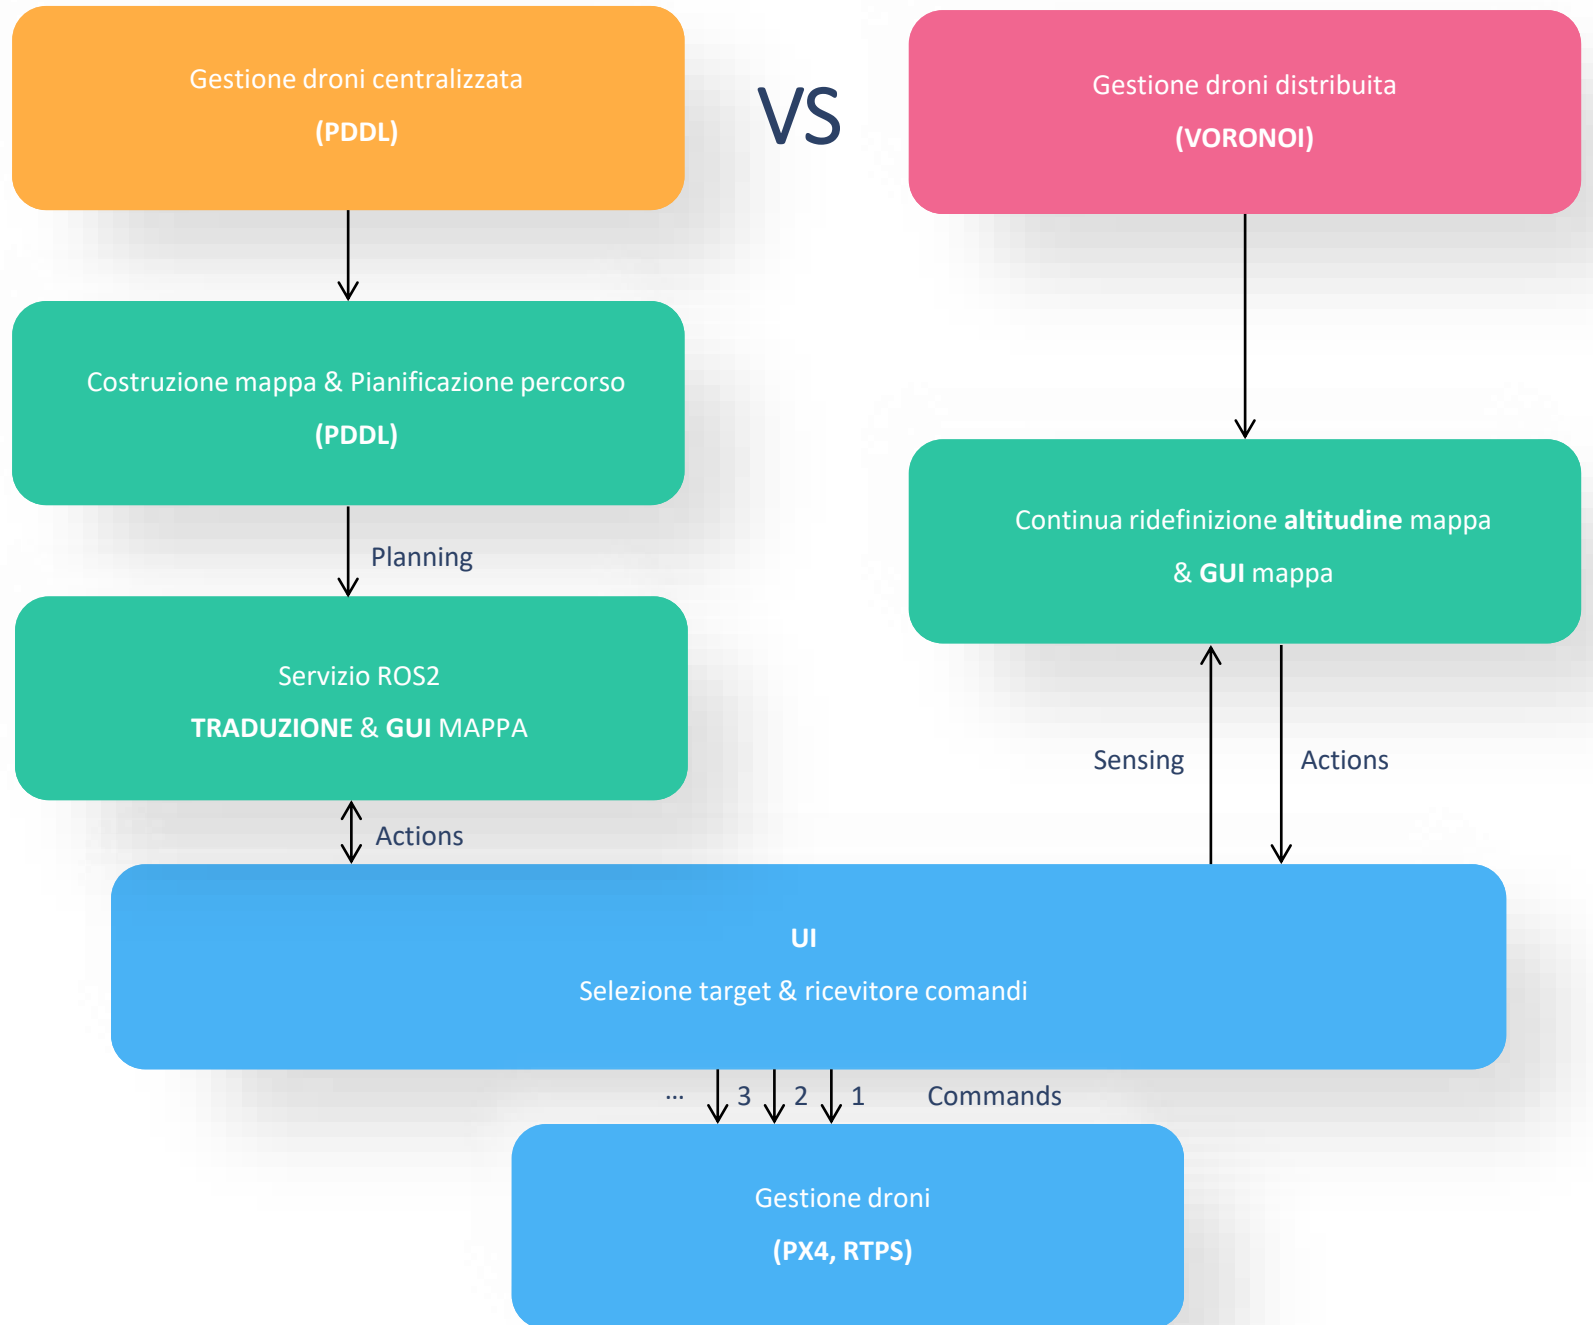 Gestione droni centralizzata
(PDDL)
VS
Gestione droni distribuita
(VORONOI)
Costruzione mappa & Pianificazione percorso
(PDDL)
Planning
Servizio ROS2
TRADUZIONE & GUI MAPPA
Actions
Continua ridefinizione altitudine mappa
& GUI mappa
Sensing
Actions
UI
Selezione target & ricevitore comandi
... 3 2 1 Commands
Gestione droni
(PX4, RTPS)